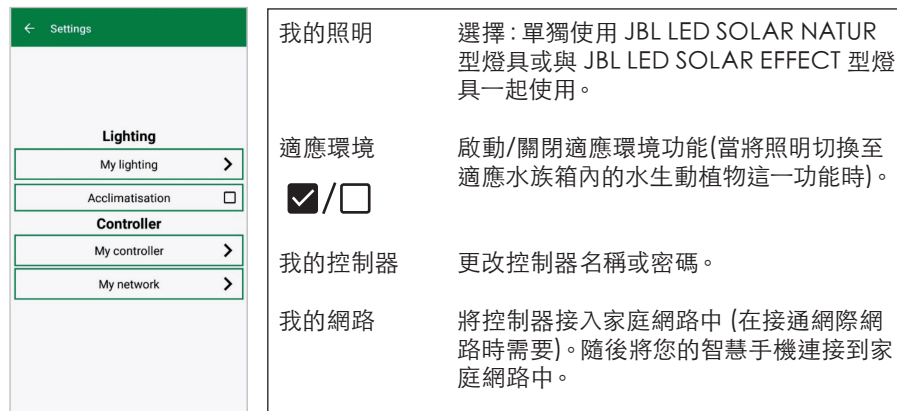 ← Settings
Lighting
My lighting
Acclimatisation
Controller
My controller
My network
我的照明
選擇:單獨使用 JBL LED SOLAR NATUR
型燈具或與 JBL LED SOLAR EFFECT 型燈
具一起使用。
適應環境
啟動/關閉適應環境功能(當將照明切換至
適應水族箱內的水生動植物這一功能時)。
☑/☐
我的控制器
更改控制器名稱或密碼。
我的網路
將控制器接入家庭網路中 (在接通網際網
路時需要)。隨後將您的智慧手機連接到家
庭網路中。